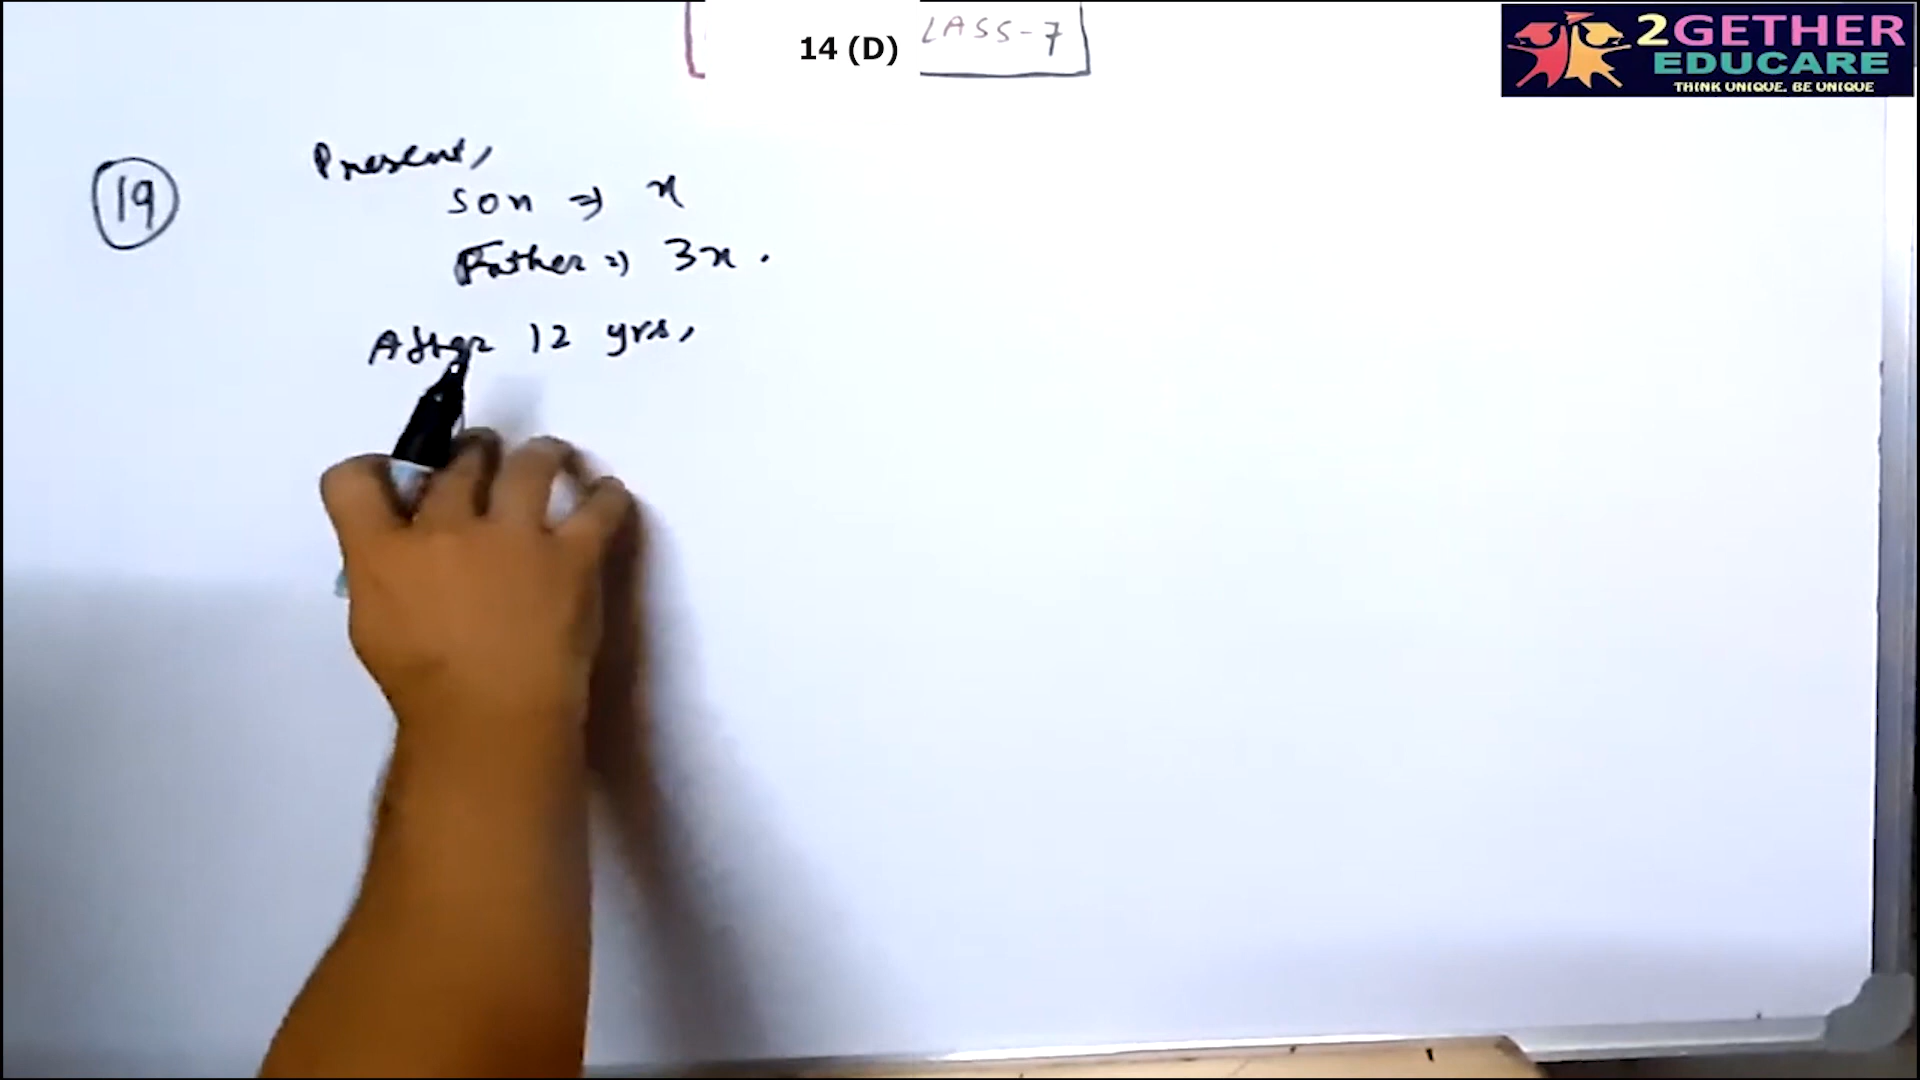 14 (D) LASS-7
2GETHER
EDUCARE
THINK UNIQUE. BE UNIQUE
19
Present,
Son ⇒ x
Father ⇒ 3x.
After 12 yrs,